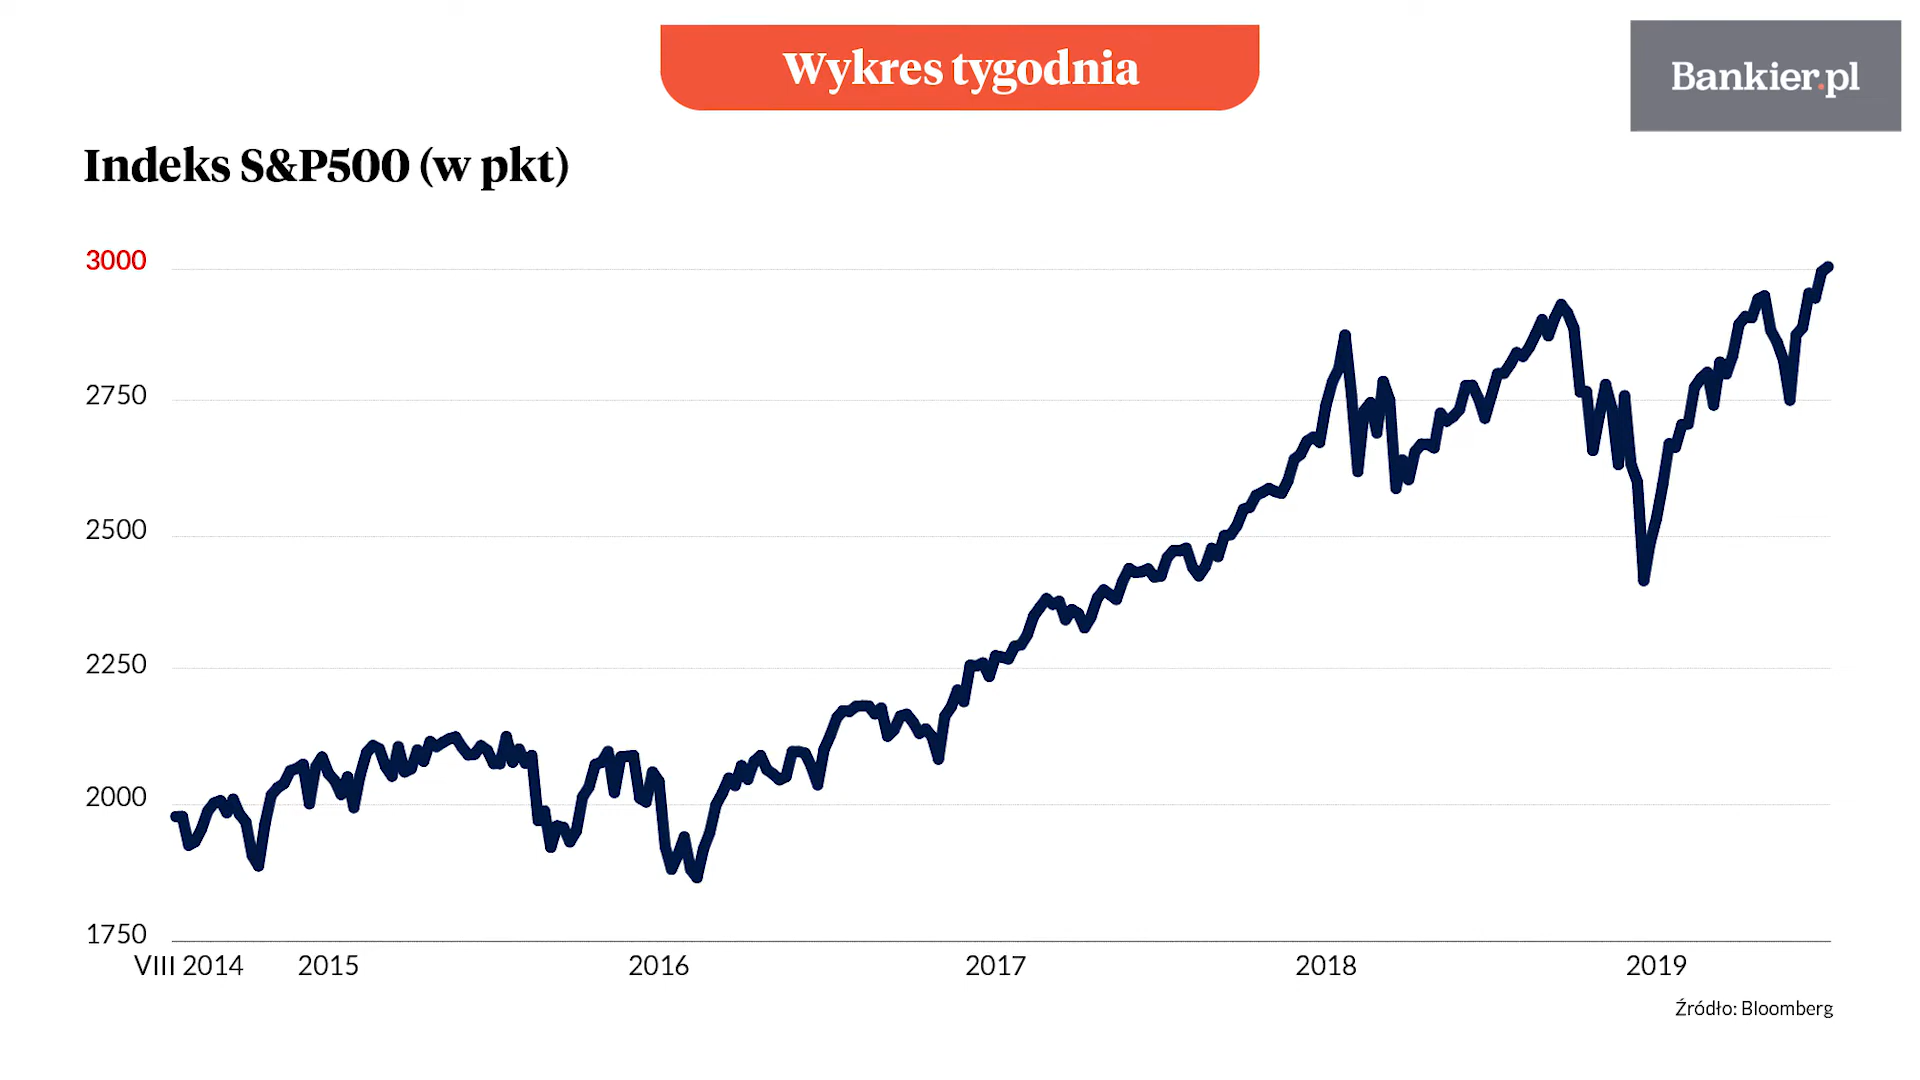 Wykres tygodnia
Bankier.pl
Indeks S&P500 (w pkt)
3000
2750
2500
2250
2000
1750
VIII 2014 2015 2016 2017 2018 2019
Źródło: Bloomberg